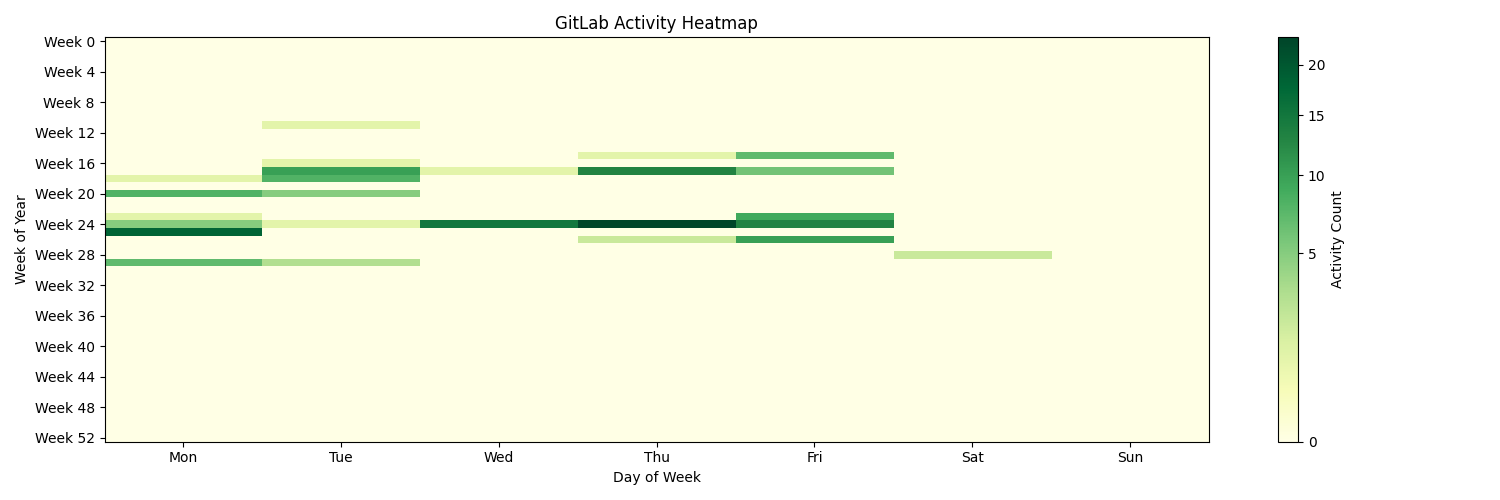 GitLab Activity Heatmap
Week of Year
Week 0
Week 4
Week 8
Week 12
Week 16
Week 20
Week 24
Week 28
Week 32
Week 36
Week 40
Week 44
Week 48
Week 52
Mon Tue Wed Thu Fri Sat Sun
Day of Week
20
15
10
5
0
Activity Count